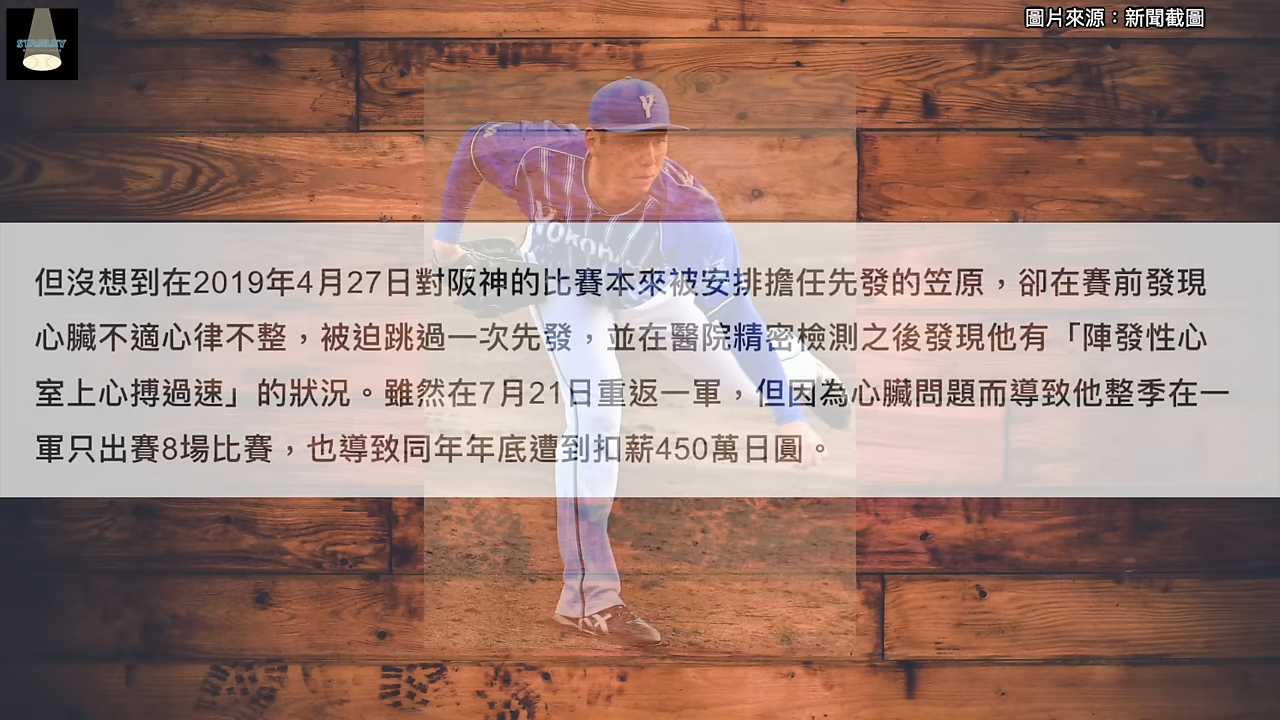 圖片來源：新聞截圖
STANLEY
Y
YOKOHA
但沒想到在2019年4月27日對阪神的比賽本來被安排擔任先發的笠原，卻在賽前發現
心臟不適心律不整，被迫跳過一次先發，並在醫院精密檢測之後發現他有「陣發性心
室上心搏過速」的狀況。雖然在7月21日重返一軍，但因為心臟問題而導致他整季在一
軍只出賽8場比賽，也導致同年年底遭到扣薪450萬日圓。